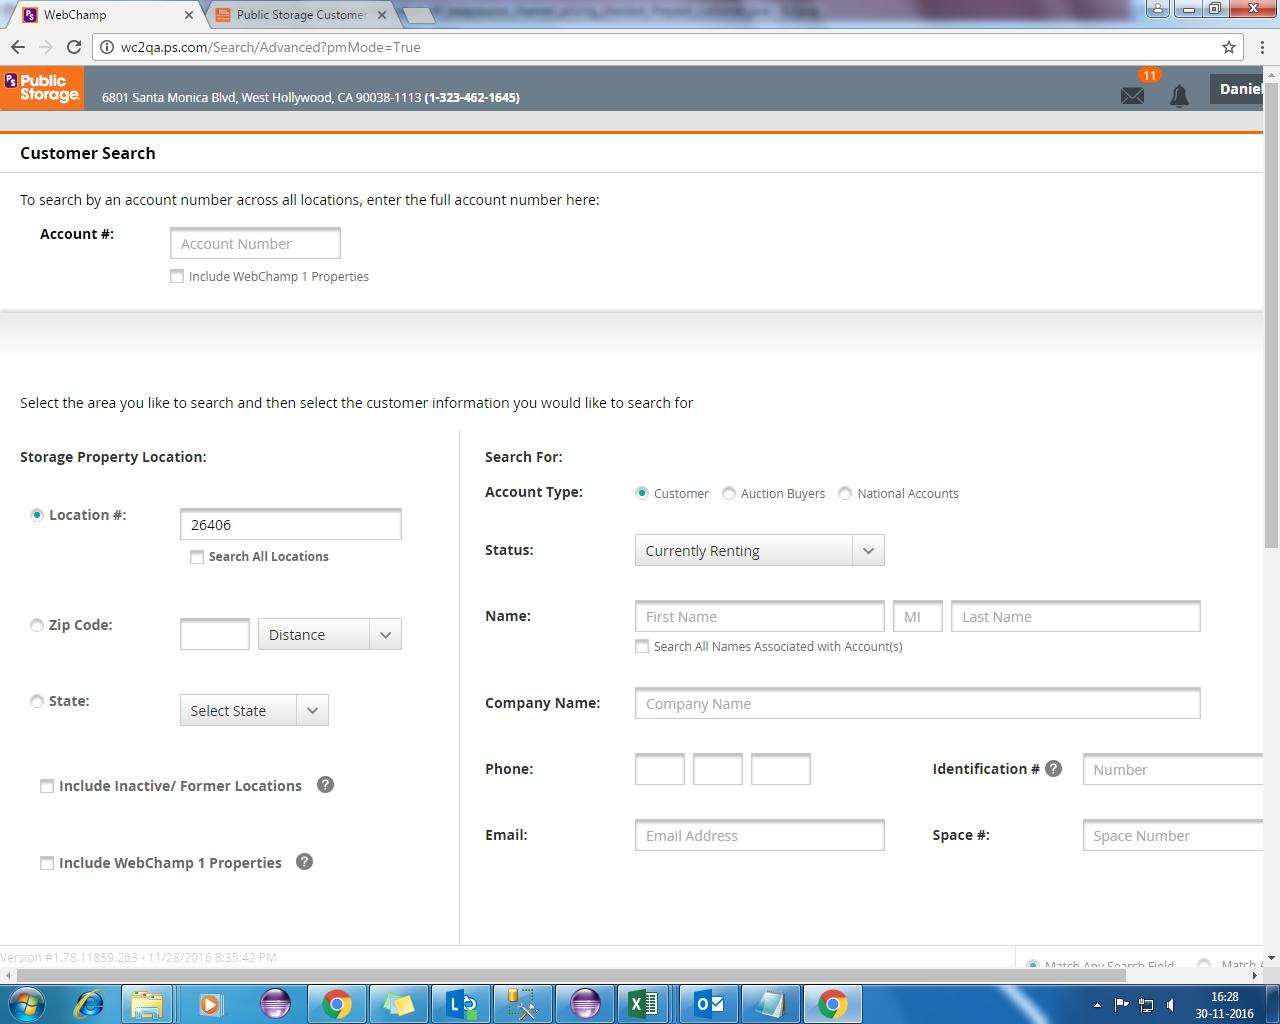 WebChamp
Public Storage Customer
wc2qa.ps.com/Search/Advanced?pmMode=True
PS Public
Storage.
6801 Santa Monica Blvd, West Hollywood, CA 90038-1113 (1-323-462-1645)
11
Daniel
Customer Search
To search by an account number across all locations, enter the full account number here:
Account #:
Account Number
Include WebChamp 1 Properties
Select the area you like to search and then select the customer information you would like to search for
Storage Property Location:
Location #:
26406
Search All Locations
Zip Code:
Distance
State:
Select State
Include Inactive/ Former Locations ?
Include WebChamp 1 Properties ?
Search For:
Account Type:
Customer
Auction Buyers
National Accounts
Status:
Currently Renting
Name:
First Name
MI
Last Name
Search All Names Associated with Account(s)
Company Name:
Company Name
Phone:
Identification # ?
Number
Email:
Email Address
Space #:
Space Number
Version #1.78.11859.263 - 11/28/2016 8:35:42 PM
Match Any Search Field
Match
16:28
30-11-2016